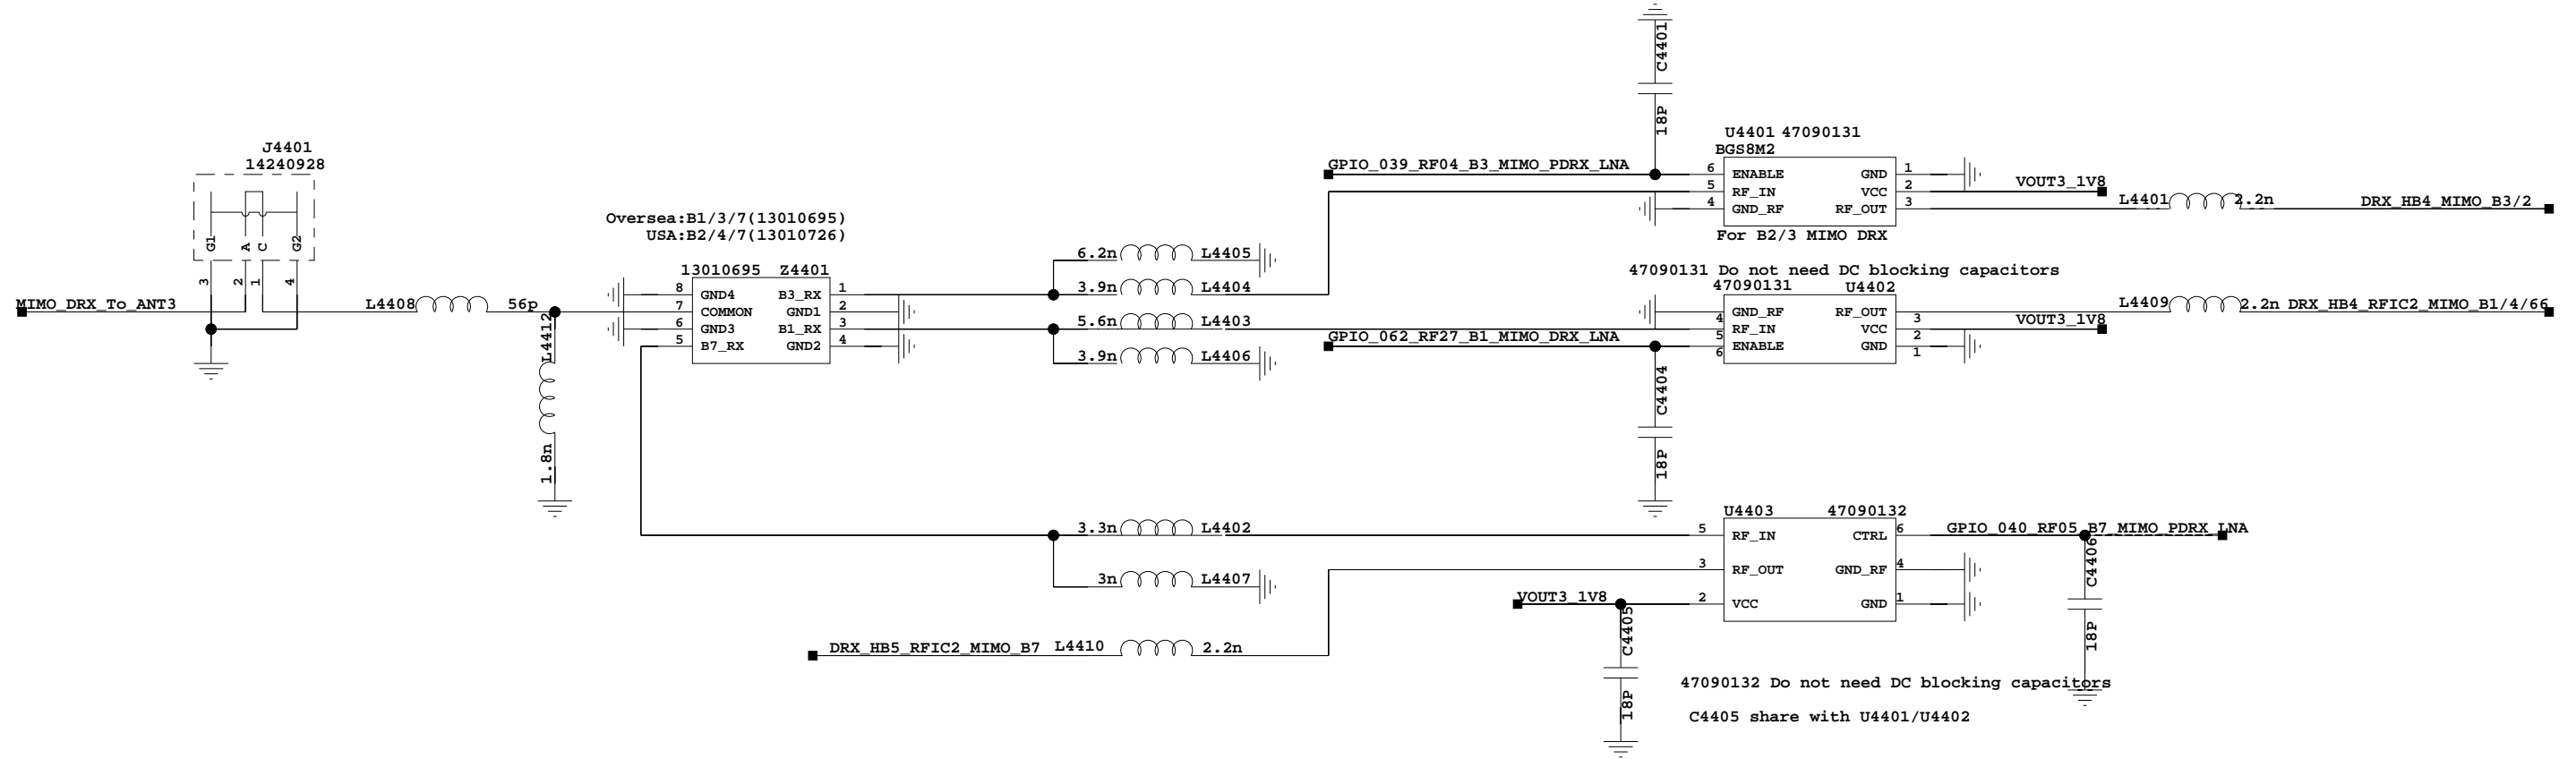 C4401
18P
J4401
14240928
G1 A C G2
3 2 1 4
MIMO_DRX_To_ANT3
L4408 56p
L4412
1.8n
Oversea:B1/3/7(13010695)
USA:B2/4/7(13010726)
13010695 Z4401
8 GND4 B3_RX 1
7 COMMON GND1 2
6 GND3 B1_RX 3
5 B7_RX GND2 4
6.2n L4405
3.9n L4404
5.6n L4403
3.9n L4406
GPIO_039_RF04_B3_MIMO_PDRX_LNA
U4401 47090131
BGS8M2
6 ENABLE GND 1
5 RF_IN VCC 2
4 GND_RF RF_OUT 3
For B2/3 MIMO DRX
VOUT3_1V8
L4401 2.2n DRX_HB4_MIMO_B3/2
47090131 Do not need DC blocking capacitors
47090131 U4402
4 GND_RF RF_OUT 3
5 RF_IN VCC 2
6 ENABLE GND 1
GPIO_062_RF27_B1_MIMO_DRX_LNA
L4409 2.2n DRX_HB4_RFIC2_MIMO_B1/4/66
VOUT3_1V8
C4404
18P
3.3n L4402
3n L4407
U4403 47090132
5 RF_IN CTRL 6
3 RF_OUT GND_RF 4
2 VCC GND 1
GPIO_040_RF05_B7_MIMO_PDRX_LNA
C4406
18P
VOUT3_1V8
C4405
18P
DRX_HB5_RFIC2_MIMO_B7 L4410 2.2n
47090132 Do not need DC blocking capacitors
C4405 share with U4401/U4402